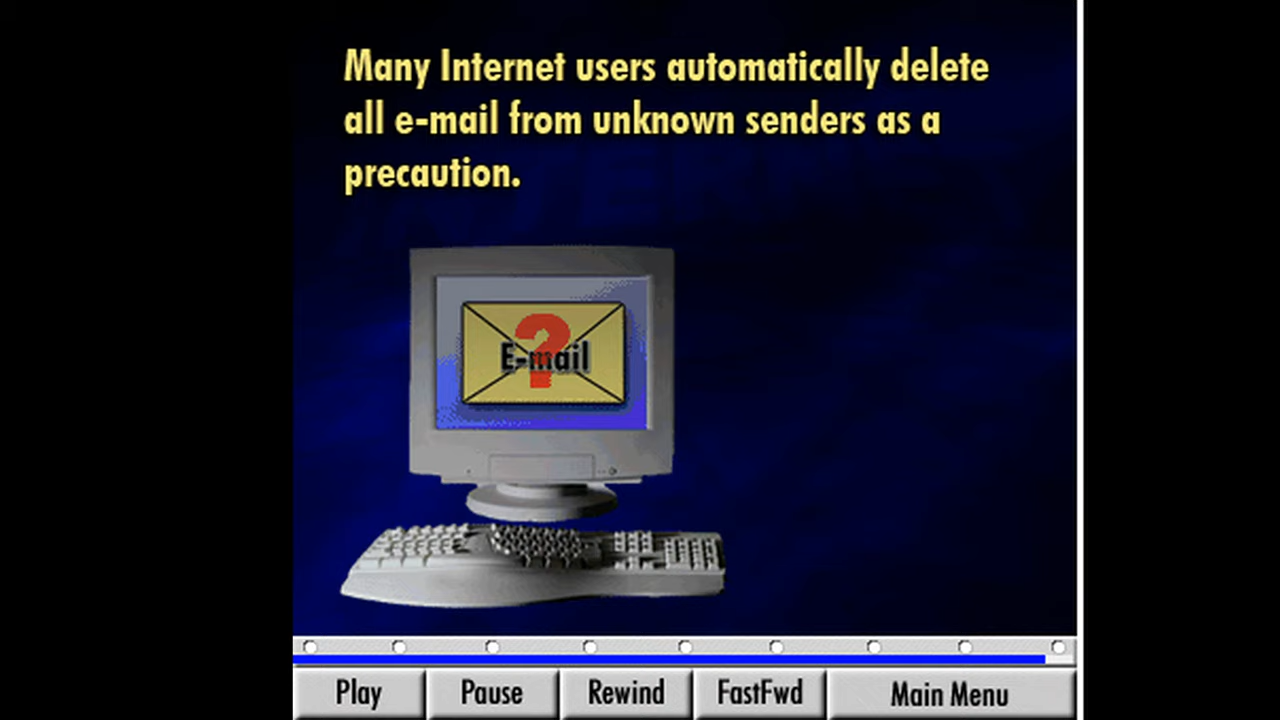 Many Internet users automatically delete
all e-mail from unknown senders as a
precaution.
?
E-mail
Play Pause Rewind FastFwd Main Menu